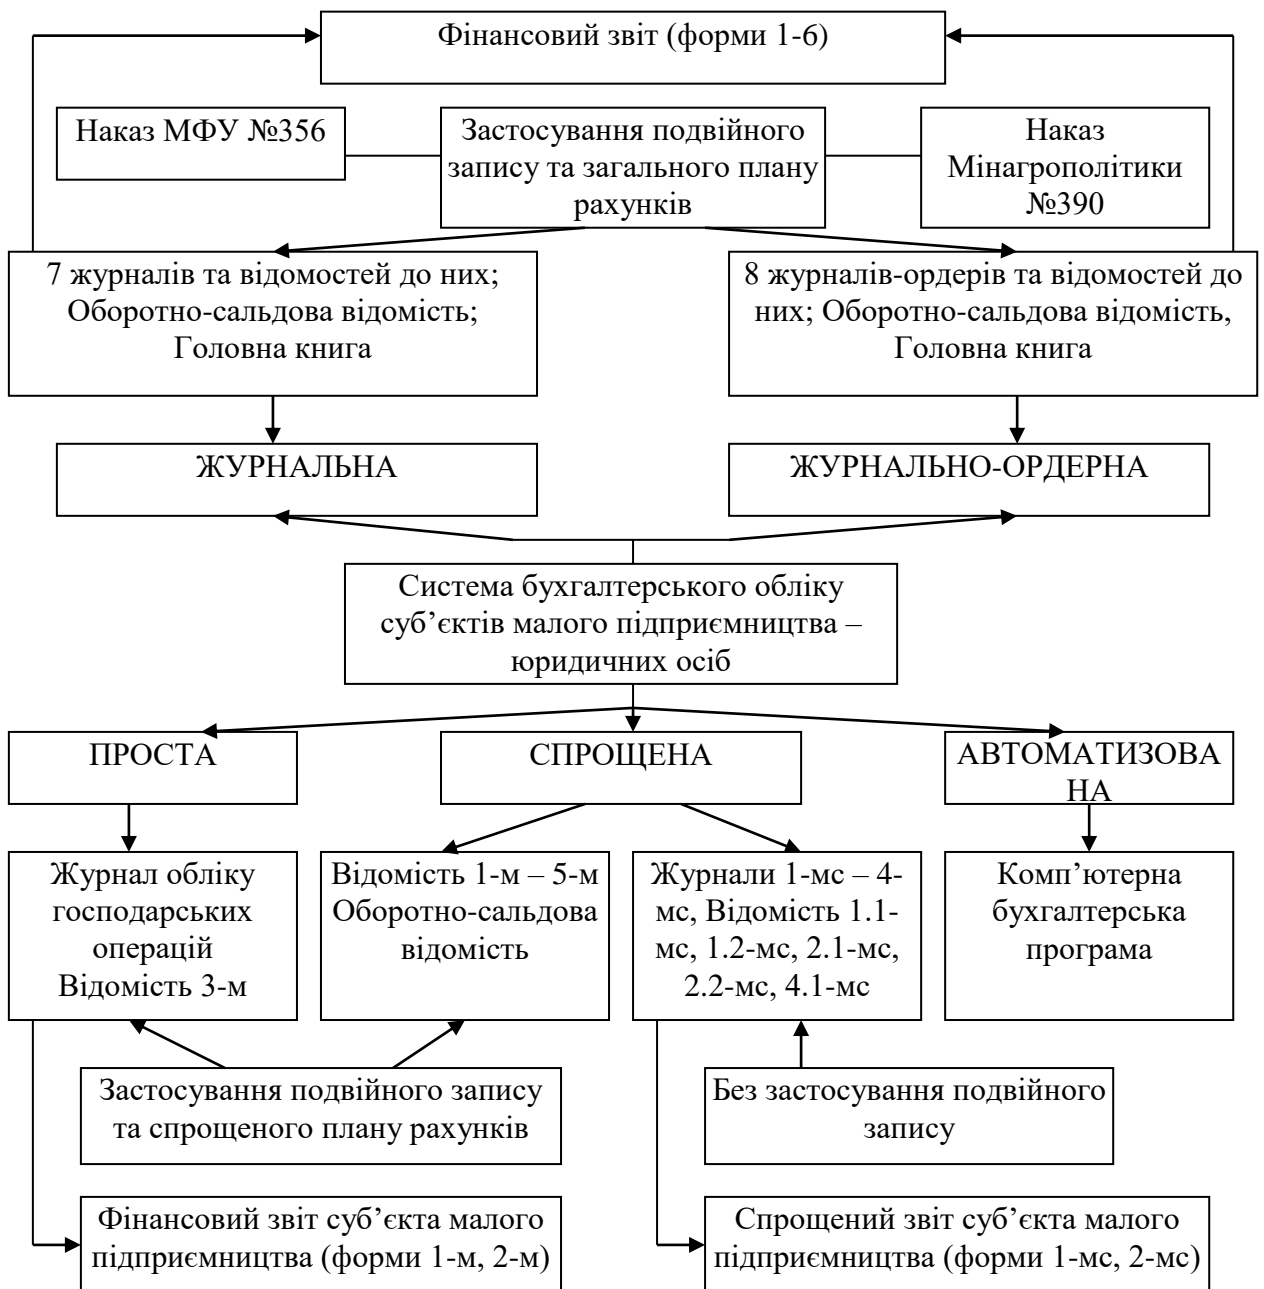 Фінансовий звіт (форми 1-6)
Наказ МФУ №356
Застосування подвійного
запису та загального плану
рахунків
Наказ
Мінагрополітики
№390
7 журналів та відомостей до них;
Оборотно-сальдова відомість;
Головна книга
8 журналів-ордерів та відомостей до
них; Оборотно-сальдова відомість,
Головна книга
ЖУРНАЛЬНА
ЖУРНАЛЬНО-ОРДЕРНА
Система бухгалтерського обліку
суб’єктів малого підприємництва –
юридичних осіб
ПРОСТА
СПРОЩЕНА
АВТОМАТИЗОВА
НА
Журнал обліку
господарських
операцій
Відомість 3-м
Відомість 1-м – 5-м
Оборотно-сальдова
відомість
Журнали 1-мс – 4-
мс, Відомість 1.1-
мс, 1.2-мс, 2.1-мс,
2.2-мс, 4.1-мс
Комп’ютерна
бухгалтерська
програма
Застосування подвійного запису
та спрощеного плану рахунків
Без застосування подвійного
запису
Фінансовий звіт суб’єкта малого
підприємництва (форми 1-м, 2-м)
Спрощений звіт суб’єкта малого
підприємництва (форми 1-мс, 2-мс)